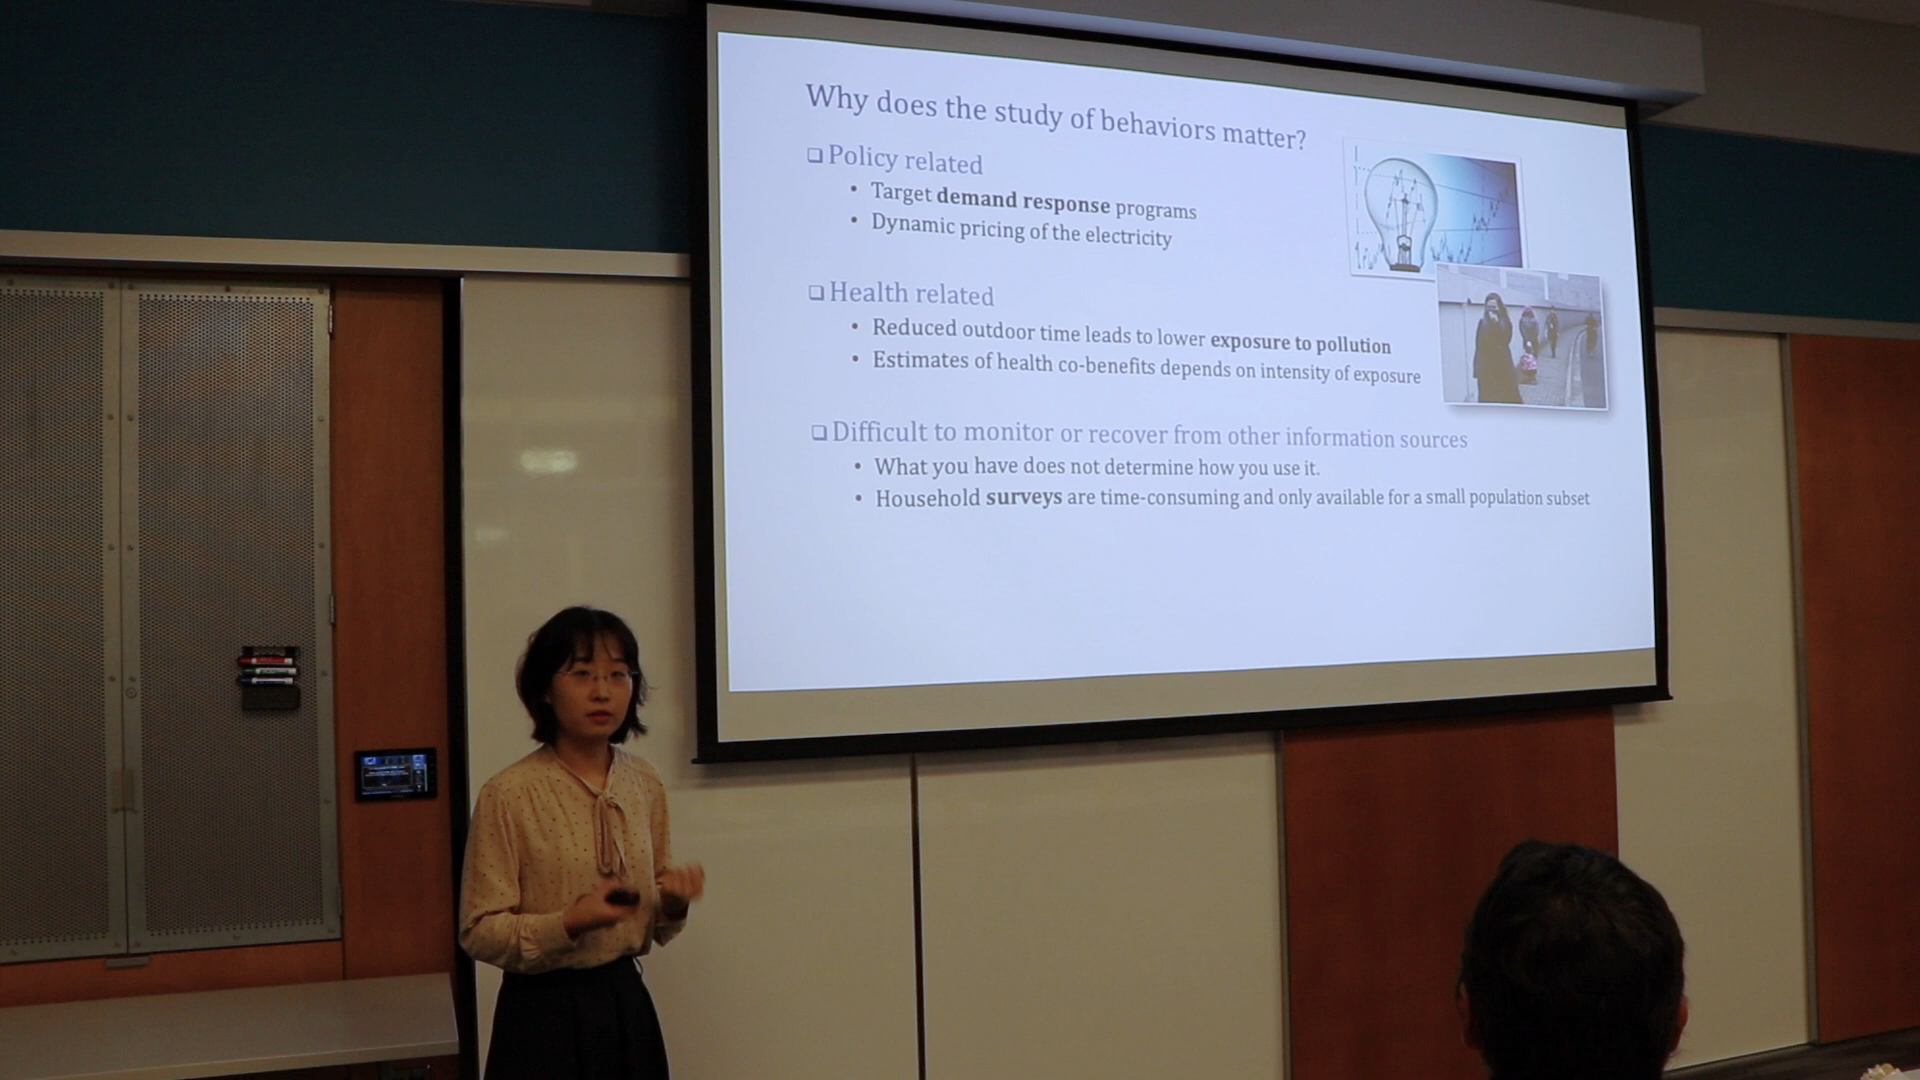 Why does the study of behaviors matter?
❑ Policy related
• Target demand response programs
• Dynamic pricing of the electricity
❑ Health related
• Reduced outdoor time leads to lower exposure to pollution
• Estimates of health co-benefits depends on intensity of exposure
❑ Difficult to monitor or recover from other information sources
• What you have does not determine how you use it.
• Household surveys are time-consuming and only available for a small population subset